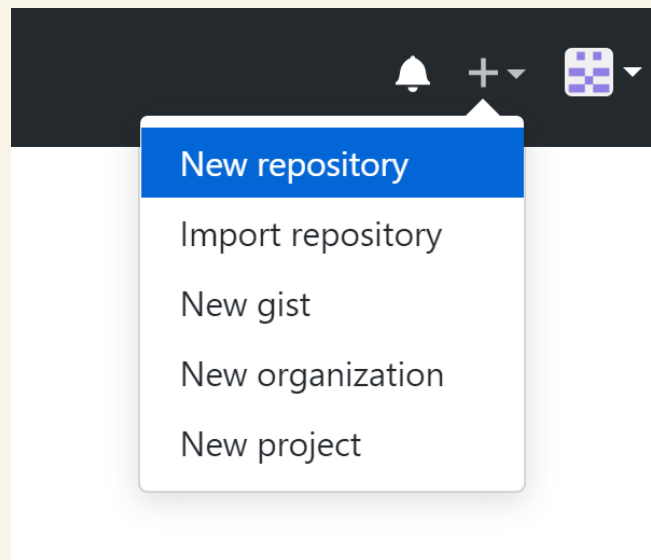 New repository
Import repository
New gist
New organization
New project